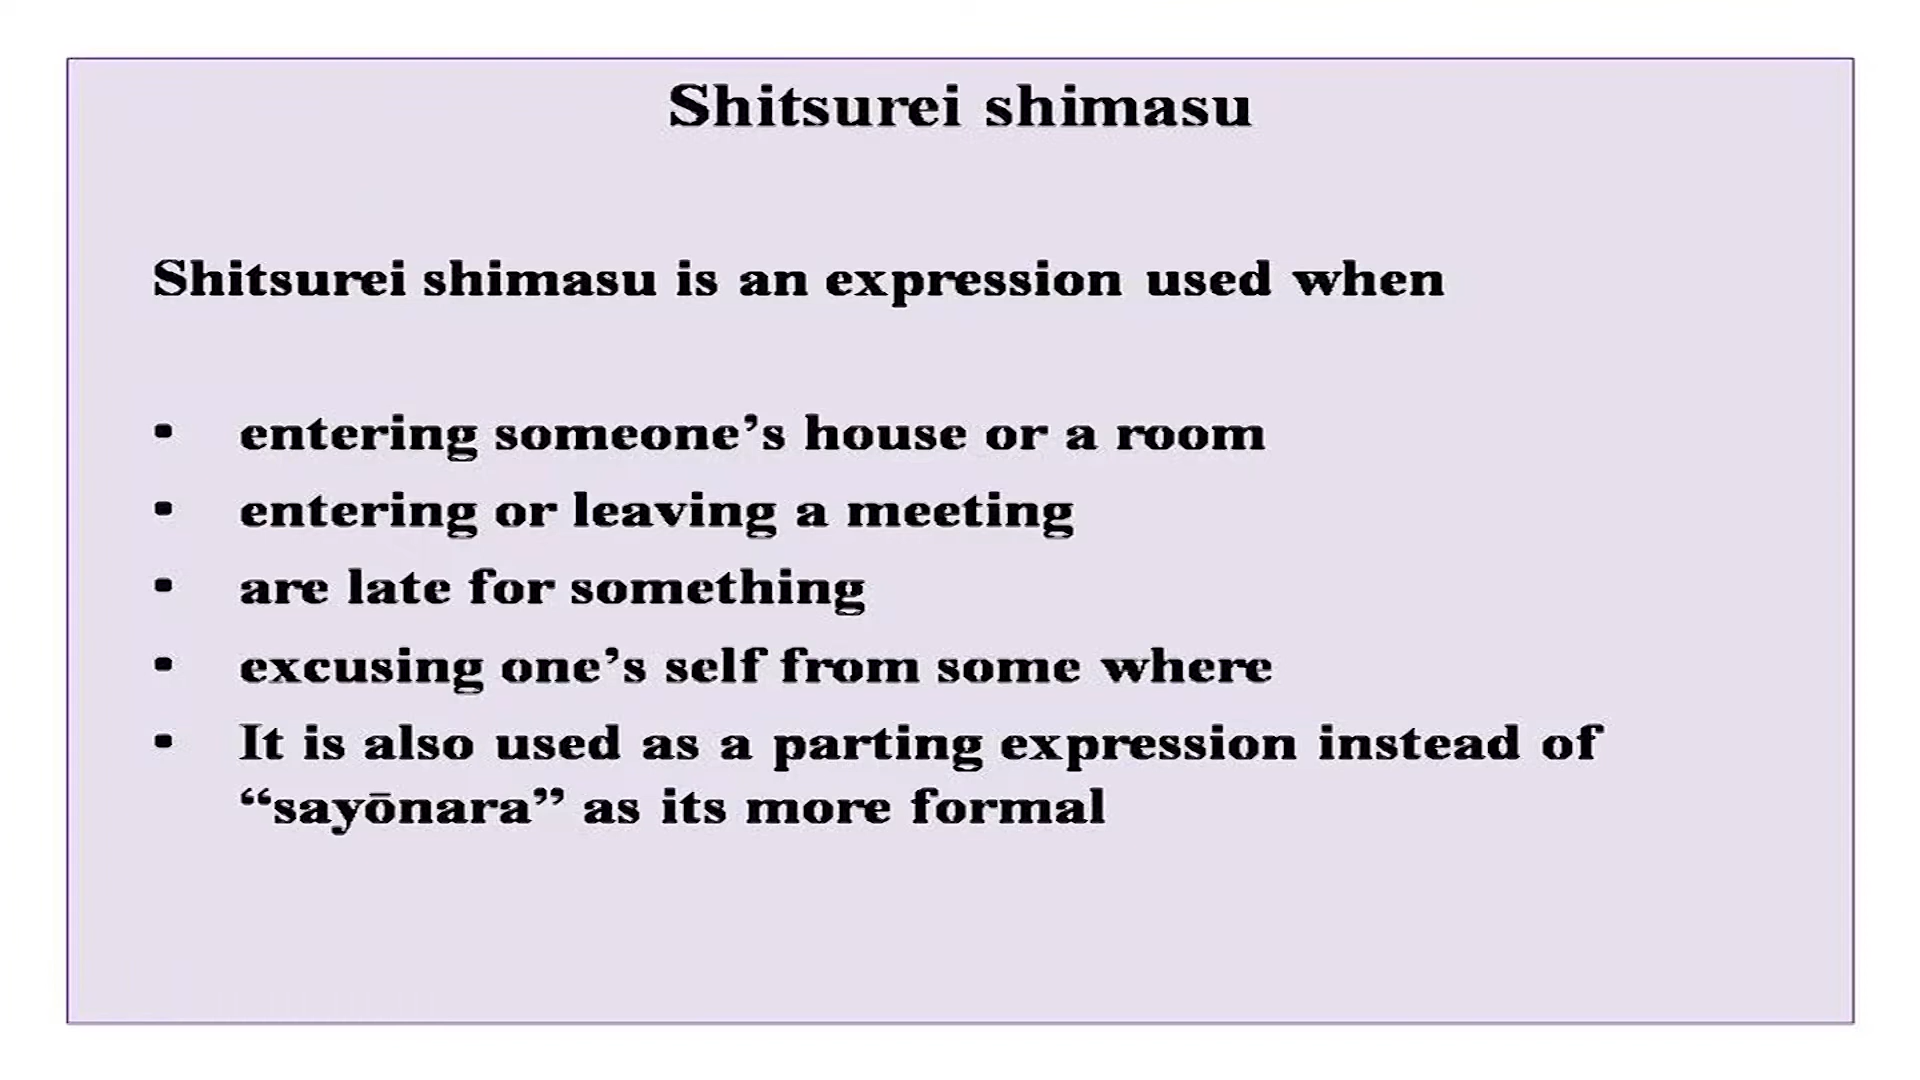 Shitsurei shimasu
Shitsurei shimasu is an expression used when
• entering someone’s house or a room
• entering or leaving a meeting
• are late for something
• excusing one’s self from some where
• It is also used as a parting expression instead of
“sayōnara” as its more formal